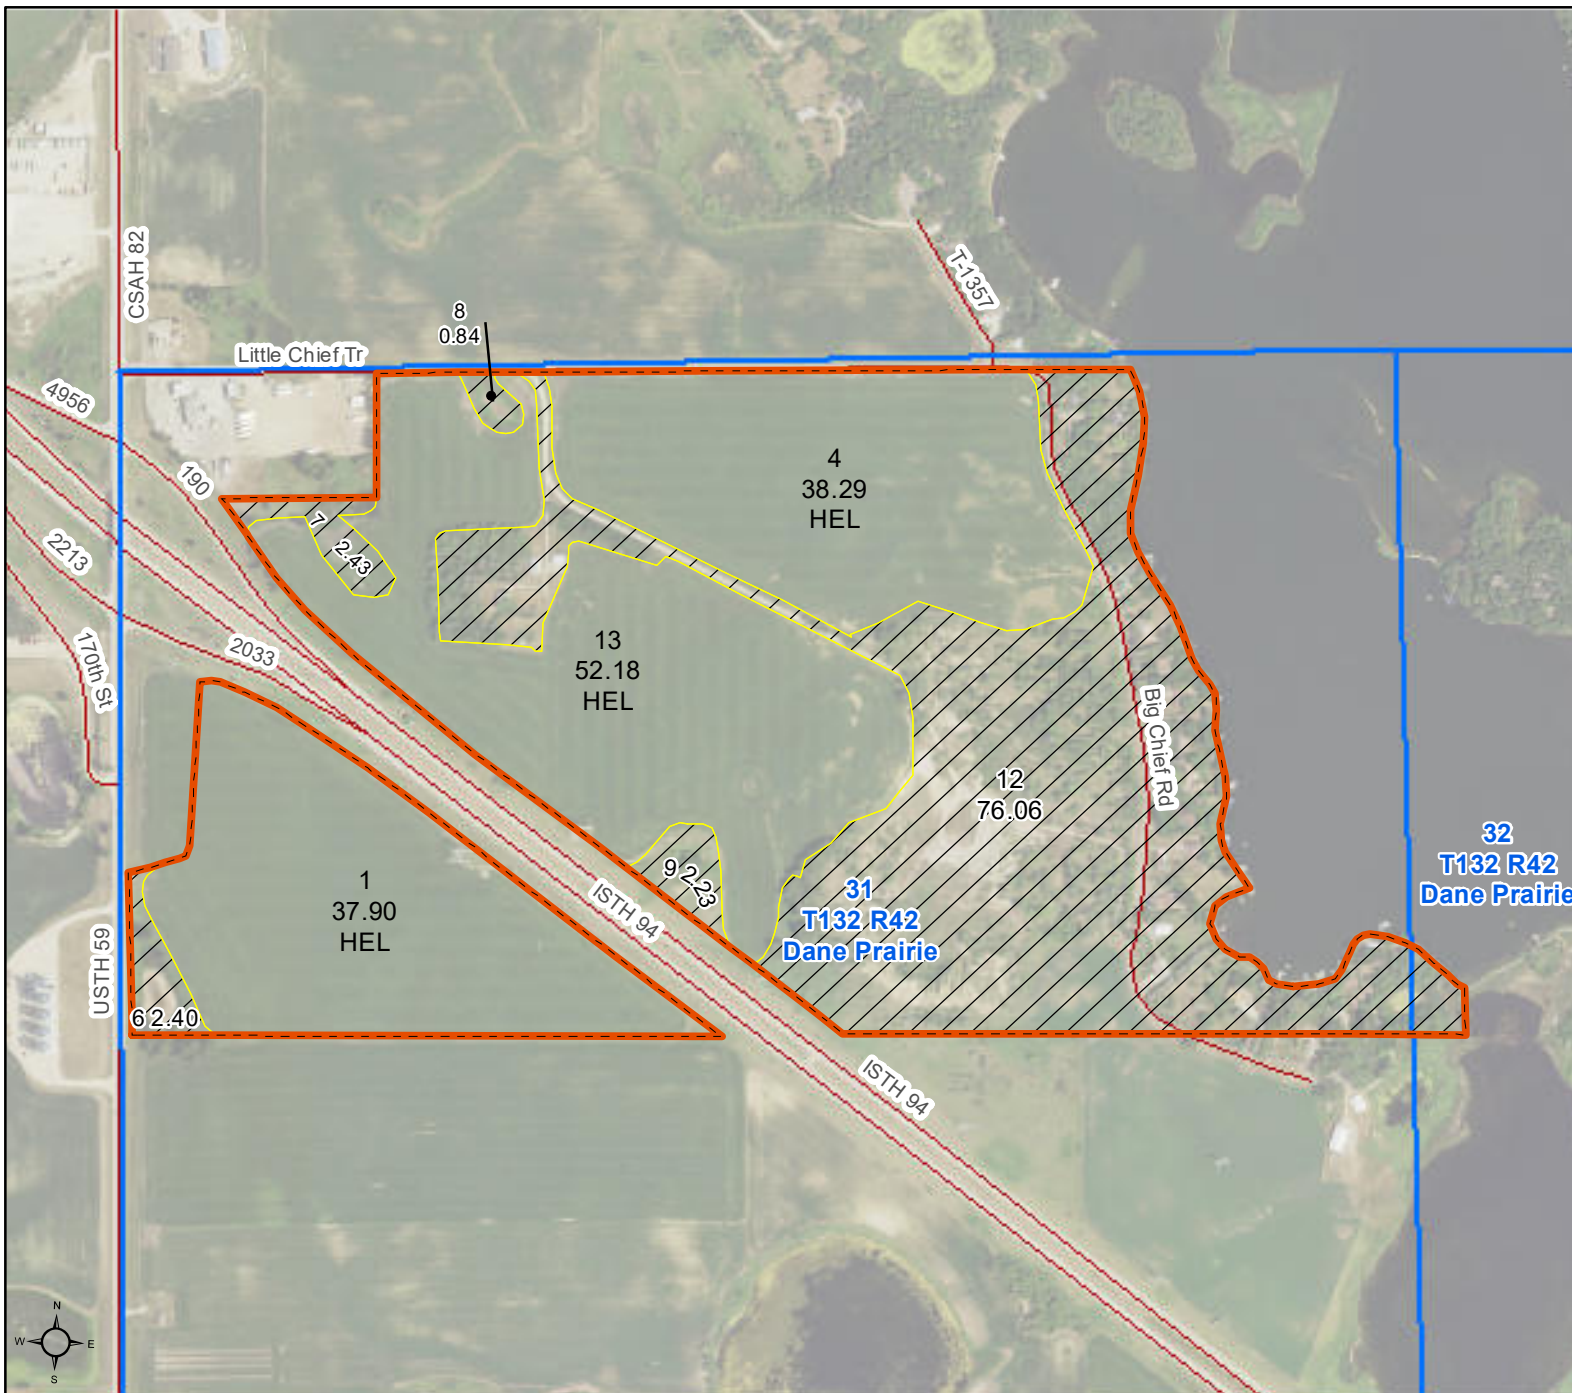 CSAH 82
T-1357
8
0.84
Little Chief Tr
4956
190
4
38.29
HEL
7
2.43
2213
2033
170th St
13
52.18
HEL
Big Chief Rd
12
76.06
32
T132 R42
Dane Prairie
1
37.90
HEL
9 2.23
31
T132 R42
Dane Prairie
ISTH 94
USTH 59
6 2.40
ISTH 94
N
W E
S